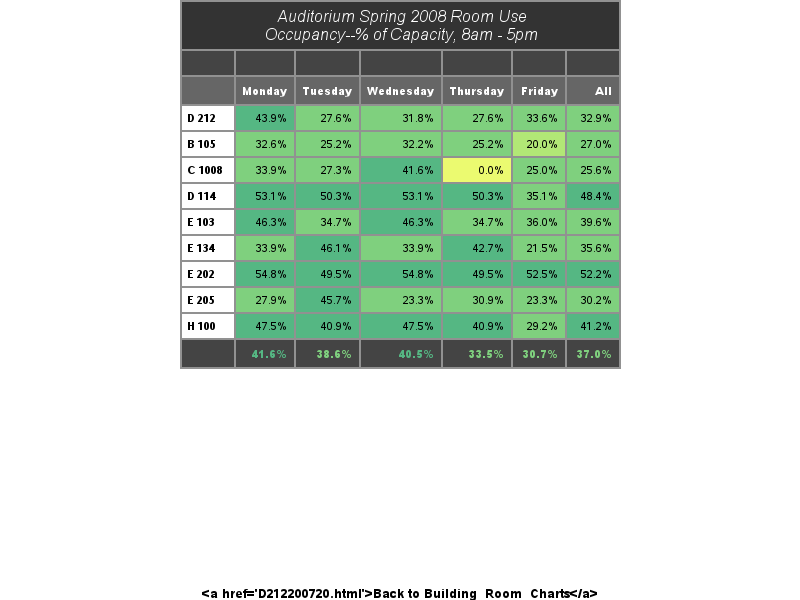 Auditorium Spring 2008 Room Use
Occupancy--% of Capacity, 8am - 5pm
Monday Tuesday Wednesday Thursday Friday All
D 212 43.9% 27.6% 31.8% 27.6% 33.6% 32.9%
B 105 32.6% 25.2% 32.2% 25.2% 20.0% 27.0%
C 1008 33.9% 27.3% 41.6% 0.0% 25.0% 25.6%
D 114 53.1% 50.3% 53.1% 50.3% 35.1% 48.4%
E 103 46.3% 34.7% 46.3% 34.7% 36.0% 39.6%
E 134 33.9% 46.1% 33.9% 42.7% 21.5% 35.6%
E 202 54.8% 49.5% 54.8% 49.5% 52.5% 52.2%
E 205 27.9% 45.7% 23.3% 30.9% 23.3% 30.2%
H 100 47.5% 40.9% 47.5% 40.9% 29.2% 41.2%
41.6% 38.6% 40.5% 33.5% 30.7% 37.0%
<a href='D212200720.html'>Back to Building_Room_Charts</a>